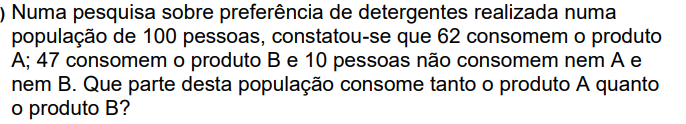 ) Numa pesquisa sobre preferência de detergentes realizada numa
população de 100 pessoas, constatou-se que 62 consomem o produto
A; 47 consomem o produto B e 10 pessoas não consomem nem A e
nem B. Que parte desta população consome tanto o produto A quanto
o produto B?